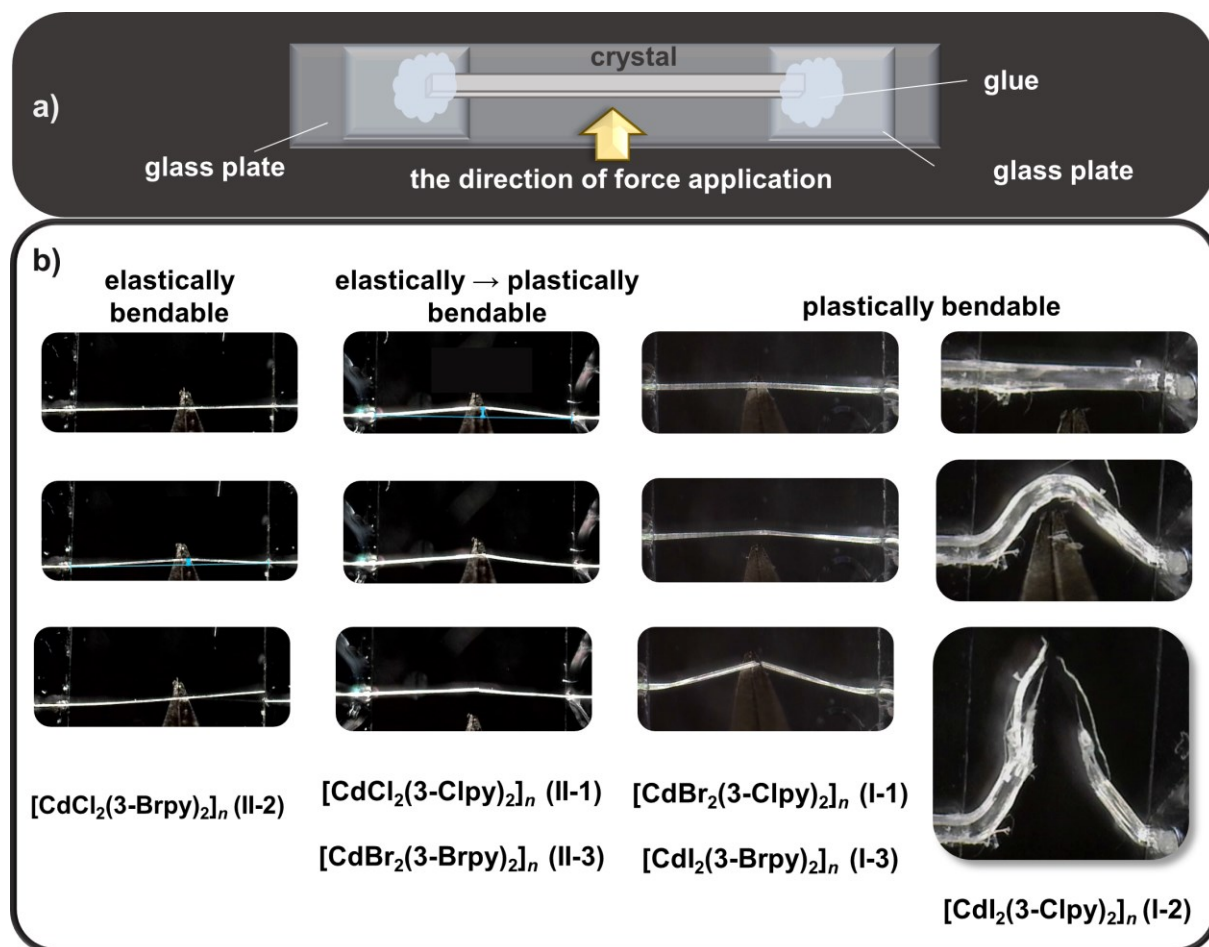 a)
crystal
glue
glass plate
the direction of force application
glass plate
b)
elastically
bendable
elastically → plastically
bendable
plastically bendable
[CdCl₂(3-Brpy)₂]ₙ (II-2)
[CdCl₂(3-Clpy)₂]ₙ (II-1)
[CdBr₂(3-Brpy)₂]ₙ (II-3)
[CdBr₂(3-Clpy)₂]ₙ (I-1)
[CdI₂(3-Brpy)₂]ₙ (I-3)
[CdI₂(3-Clpy)₂]ₙ (I-2)